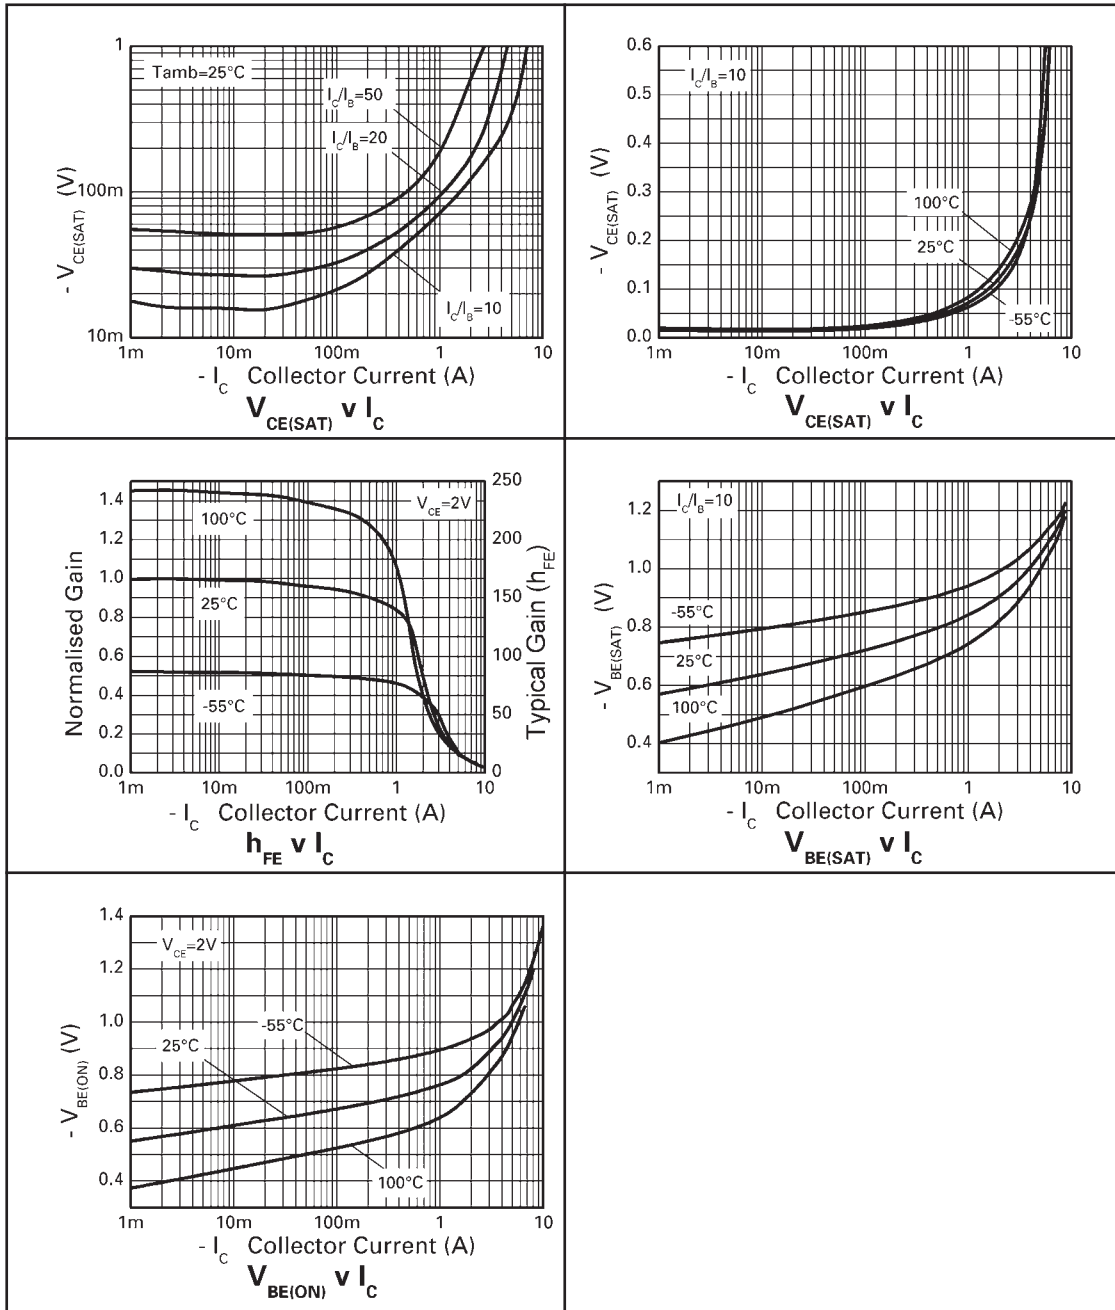 Tamb=25°C
I_C/I_B=50
I_C/I_B=20
I_C/I_B=10
1
100m
10m
- V_CE(SAT) (V)
1m 10m 100m 1 10
- I_C Collector Current (A)
V_CE(SAT) v I_C
I_C/I_B=10
100°C
25°C
-55°C
0.6
0.5
0.4
0.3
0.2
0.1
0.0
- V_CE(SAT) (V)
1m 10m 100m 1 10
- I_C Collector Current (A)
V_CE(SAT) v I_C
V_CE=2V
100°C
25°C
-55°C
1.4
1.2
1.0
0.8
0.6
0.4
0.2
0.0
Normalised Gain
250
200
150
100
50
0
Typical Gain (h_FE)
1m 10m 100m 1 10
- I_C Collector Current (A)
h_FE v I_C
I_C/I_B=10
-55°C
25°C
100°C
1.2
1.0
0.8
0.6
0.4
- V_BE(SAT) (V)
1m 10m 100m 1 10
- I_C Collector Current (A)
V_BE(SAT) v I_C
V_CE=2V
-55°C
25°C
100°C
1.4
1.2
1.0
0.8
0.6
0.4
- V_BE(ON) (V)
1m 10m 100m 1 10
- I_C Collector Current (A)
V_BE(ON) v I_C